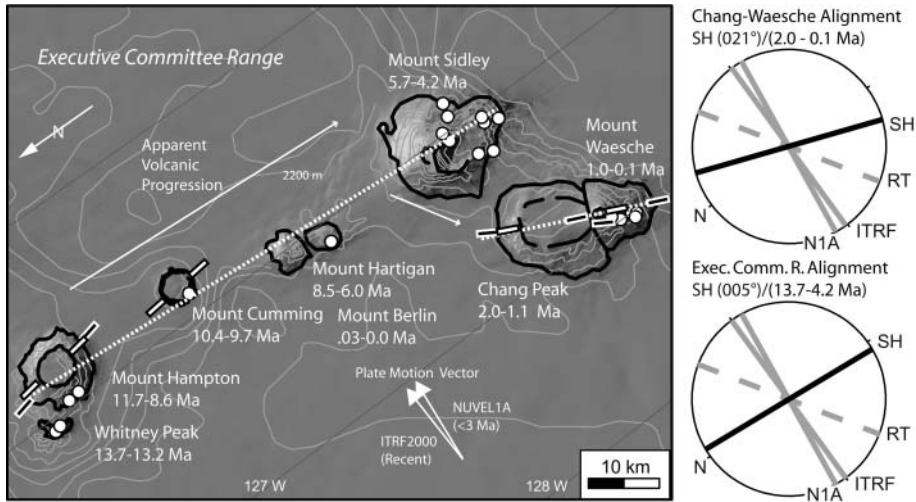 Executive Committee Range
N
Apparent
Volcanic
Progression
2200 m
Mount Sidley
5.7-4.2 Ma
Mount
Waesche
1.0-0.1 Ma
Mount Hartigan
8.5-6.0 Ma
Mount Berlin
.03-0.0 Ma
Chang Peak
2.0-1.1 Ma
Mount Cumming
10.4-9.7 Ma
Mount Hampton
11.7-8.6 Ma
Whitney Peak
13.7-13.2 Ma
Plate Motion Vector
NUVEL1A
(<3 Ma)
ITRF2000
(Recent)
127 W
128 W
10 km
Chang-Waesche Alignment
SH (021°)/(2.0 - 0.1 Ma)
SH
RT
ITRF
N1A
N
Exec. Comm. R. Alignment
SH (005°)/(13.7-4.2 Ma)
SH
RT
ITRF
N1A
N